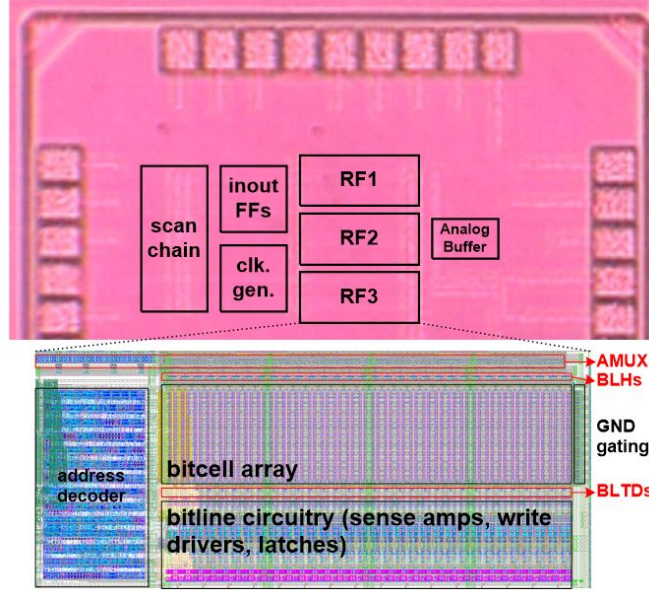 scan
chain
inout
FFs
clk.
gen.
RF1
RF2
RF3
Analog
Buffer
AMUX
BLHs
GND
gating
address
decoder
bitcell array
BLTDs
bitline circuitry (sense amps, write
drivers, latches)